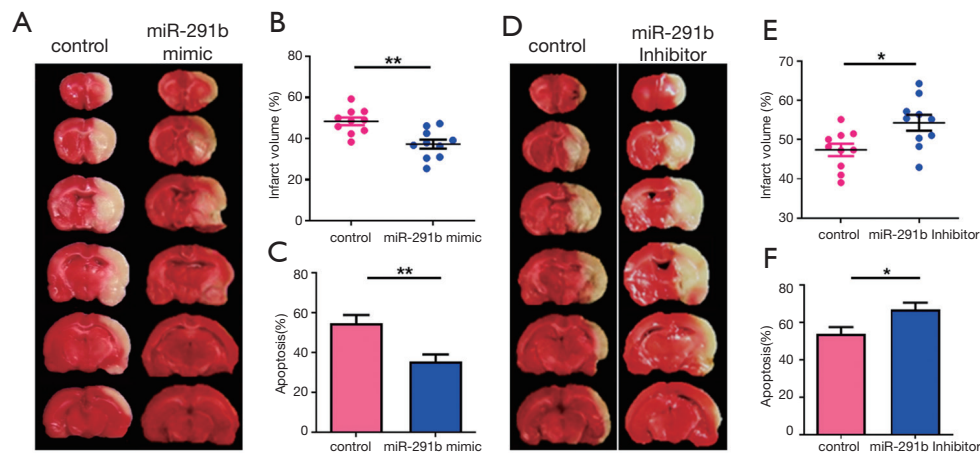 A
control
miR-291b
mimic
B
Infarct volume (%)
80
60
40
20
0
**
control
miR-291b mimic
C
Apoptosis(%)
80
60
40
20
0
**
control
miR-291b mimic
D
control
miR-291b
Inhibitor
E
Infarct volume (%)
70
60
50
40
30
*
control
miR-291b Inhibitor
F
Apoptosis(%)
80
60
40
20
0
*
control
miR-291b Inhibitor